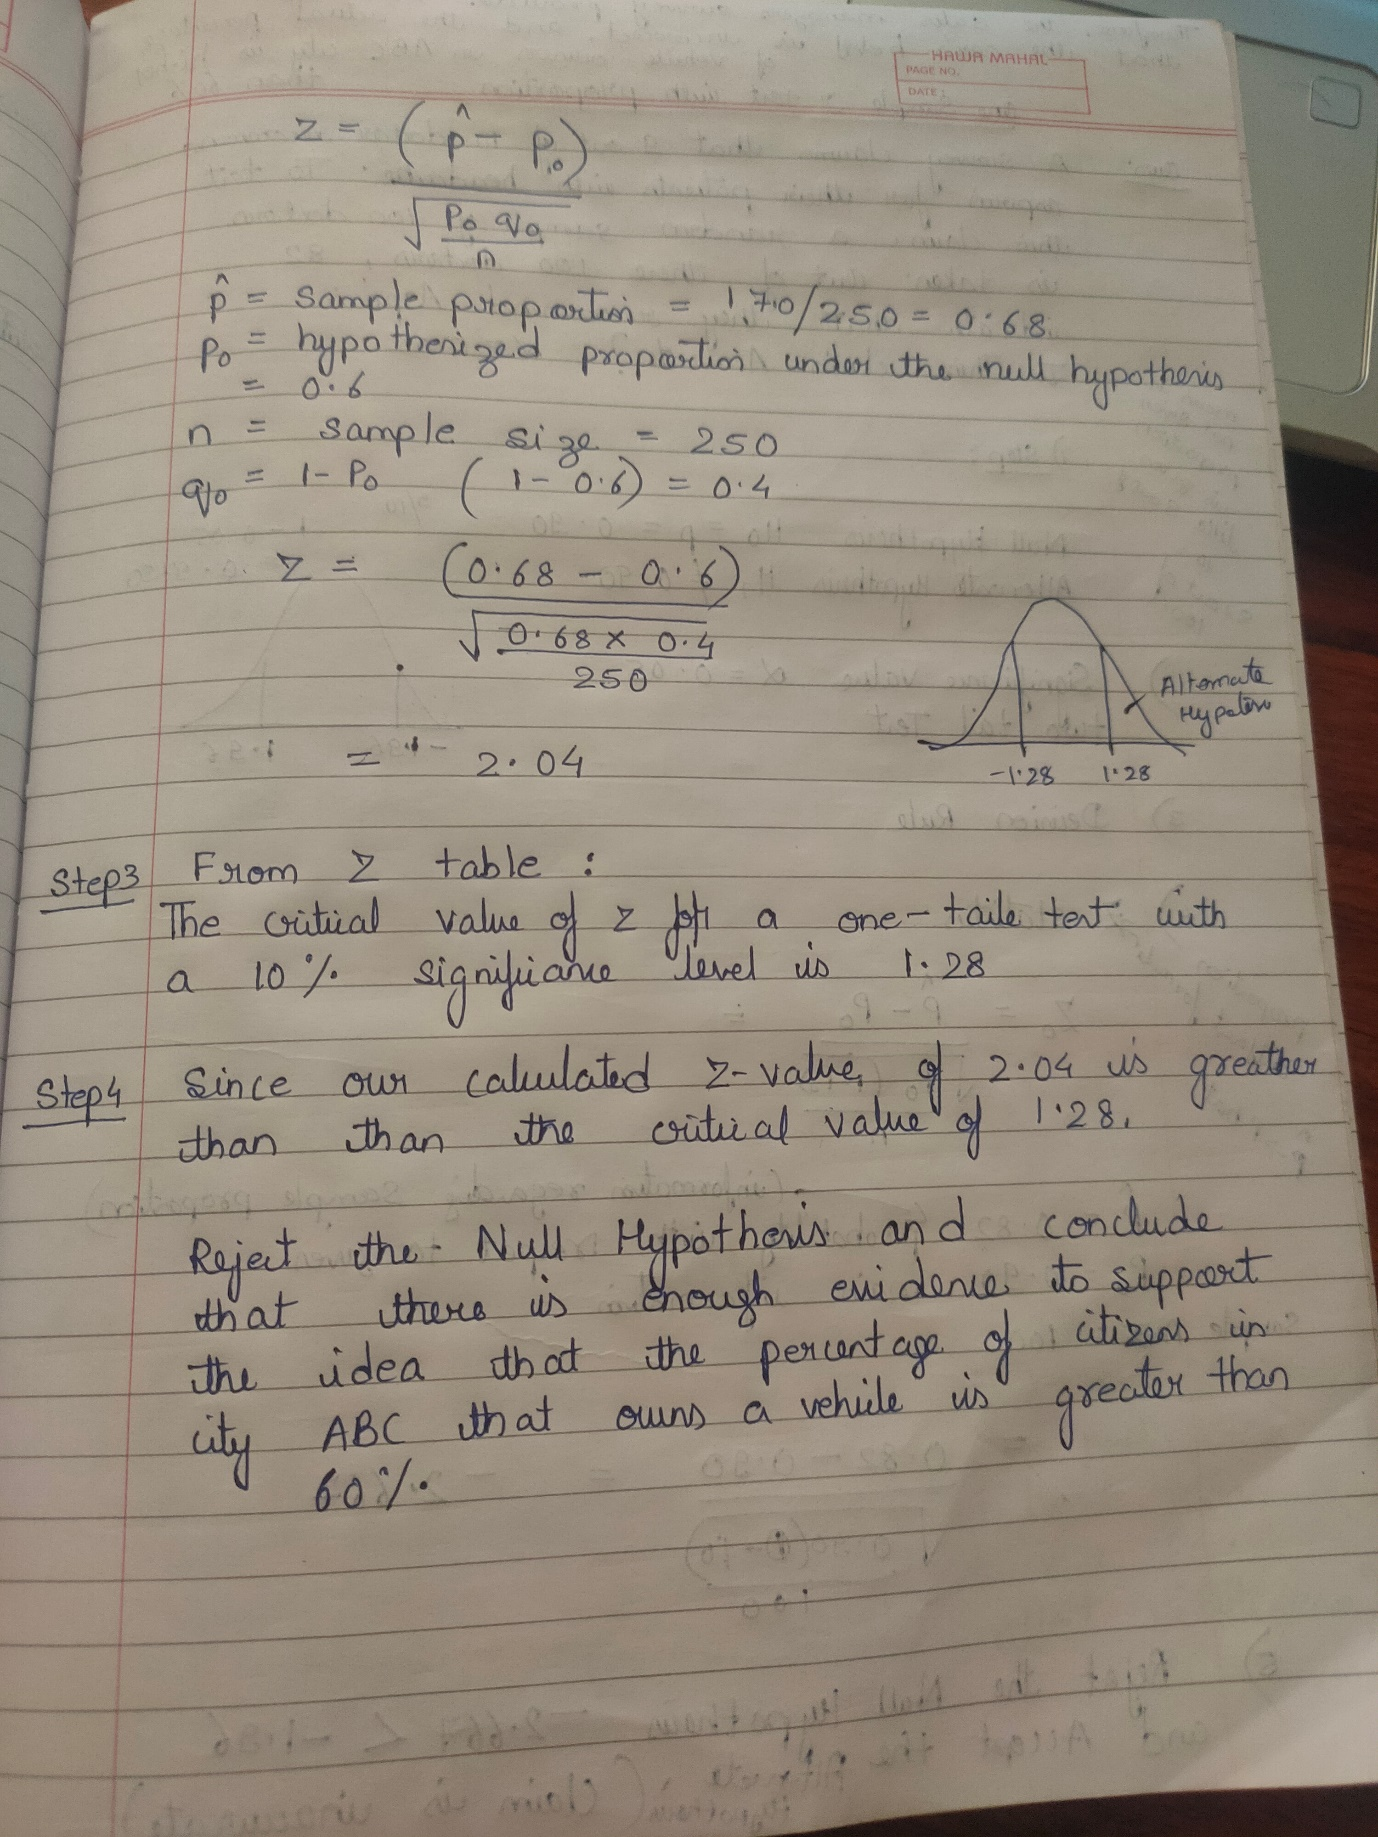 HAWA MAHAL
PAGE NO.
DATE:
z = (p̂ - p₀)
√ p₀ q₀
n
p̂ = sample proportion = 170/250 = 0.68
p₀ = hypothesized proportion under the null hypothesis
= 0.6
n = sample size = 250
q₀ = 1 - p₀ (1 - 0.6) = 0.4
z = (0.68 - 0.6)
√ 0.68 x 0.4
250
= 2.04
Alternate
Hypotesis
-1.28 1.28
Step3 From z table :
The critical value of z for a one-taile test with
a 10% significance level is 1.28
Step4 Since our calculated z-value of 2.04 is greather
than than the critical value of 1.28.
Reject the Null Hypothesis and conclude
that there is enough evidence to support
the idea that the percentage of citizens in
city ABC that owns a vehicle is greater than
60%.